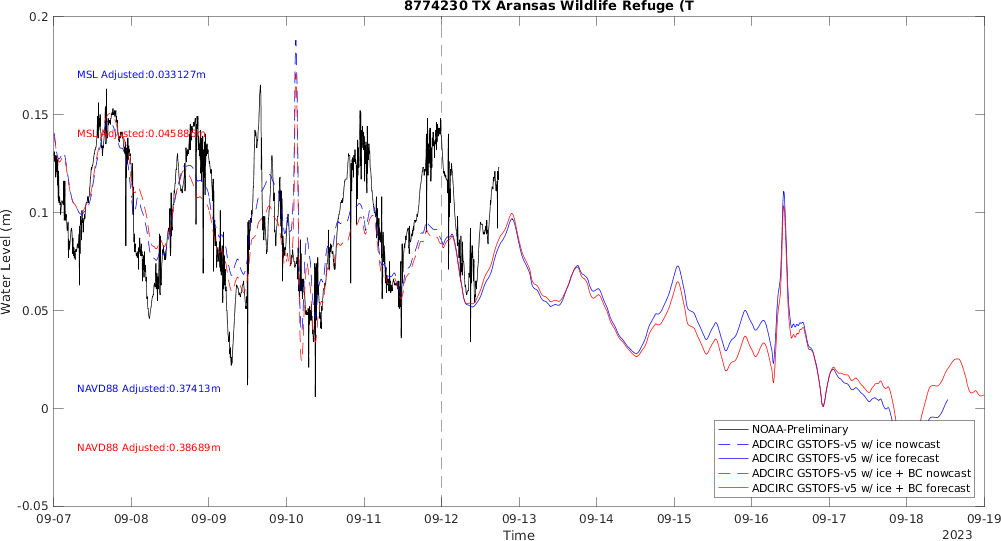 8774230 TX Aransas Wildlife Refuge (T
0.2
0.15
0.1
0.05
0
-0.05
Water Level (m)
MSL Adjusted:0.033127m
MSL Adjusted:0.04588
NAVD88 Adjusted:0.37413m
NAVD88 Adjusted:0.38689m
NOAA-Preliminary
ADCIRC GSTOFS-v5 w/ ice nowcast
ADCIRC GSTOFS-v5 w/ ice forecast
ADCIRC GSTOFS-v5 w/ ice + BC nowcast
ADCIRC GSTOFS-v5 w/ ice + BC forecast
09-07 09-08 09-09 09-10 09-11 09-12 09-13 09-14 09-15 09-16 09-17 09-18 09-19
Time
2023